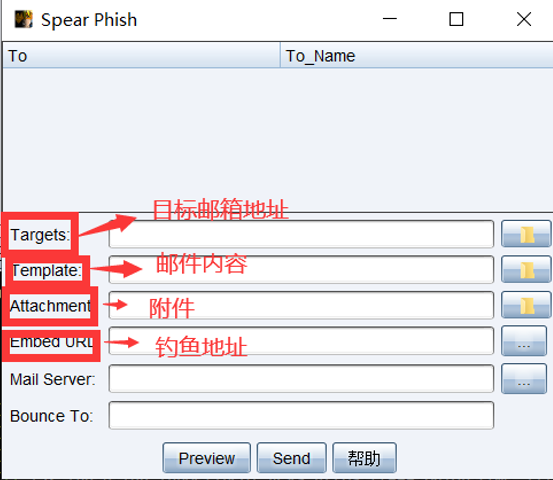 Spear Phish
To To_Name
目标邮箱地址
Targets:
邮件内容
Template:
附件
Attachment
钓鱼地址
Embed URL
Mail Server:
Bounce To:
Preview Send 帮助